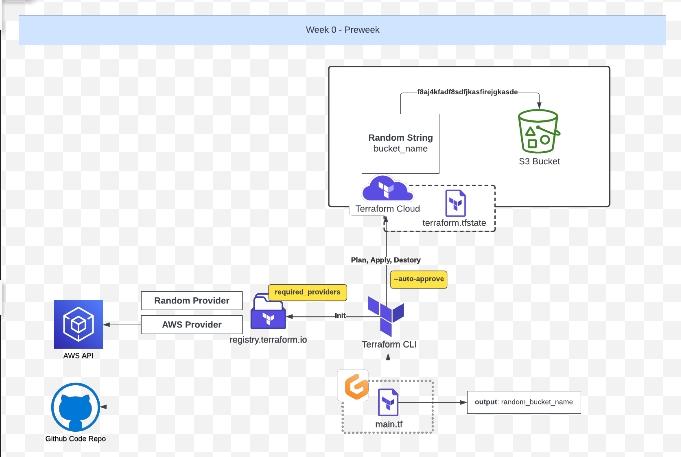 Week 0 - Preweek
f8aj4kfadf8sdfjkasfirejgkasde
Random String
bucket_name
S3 Bucket
Terraform Cloud
terraform.tfstate
Plan, Apply, Destory
--auto-approve
required_providers
Random Provider
AWS Provider
Init
registry.terraform.io
Terraform CLI
AWS API
output: random_bucket_name
main.tf
Github Code Repo